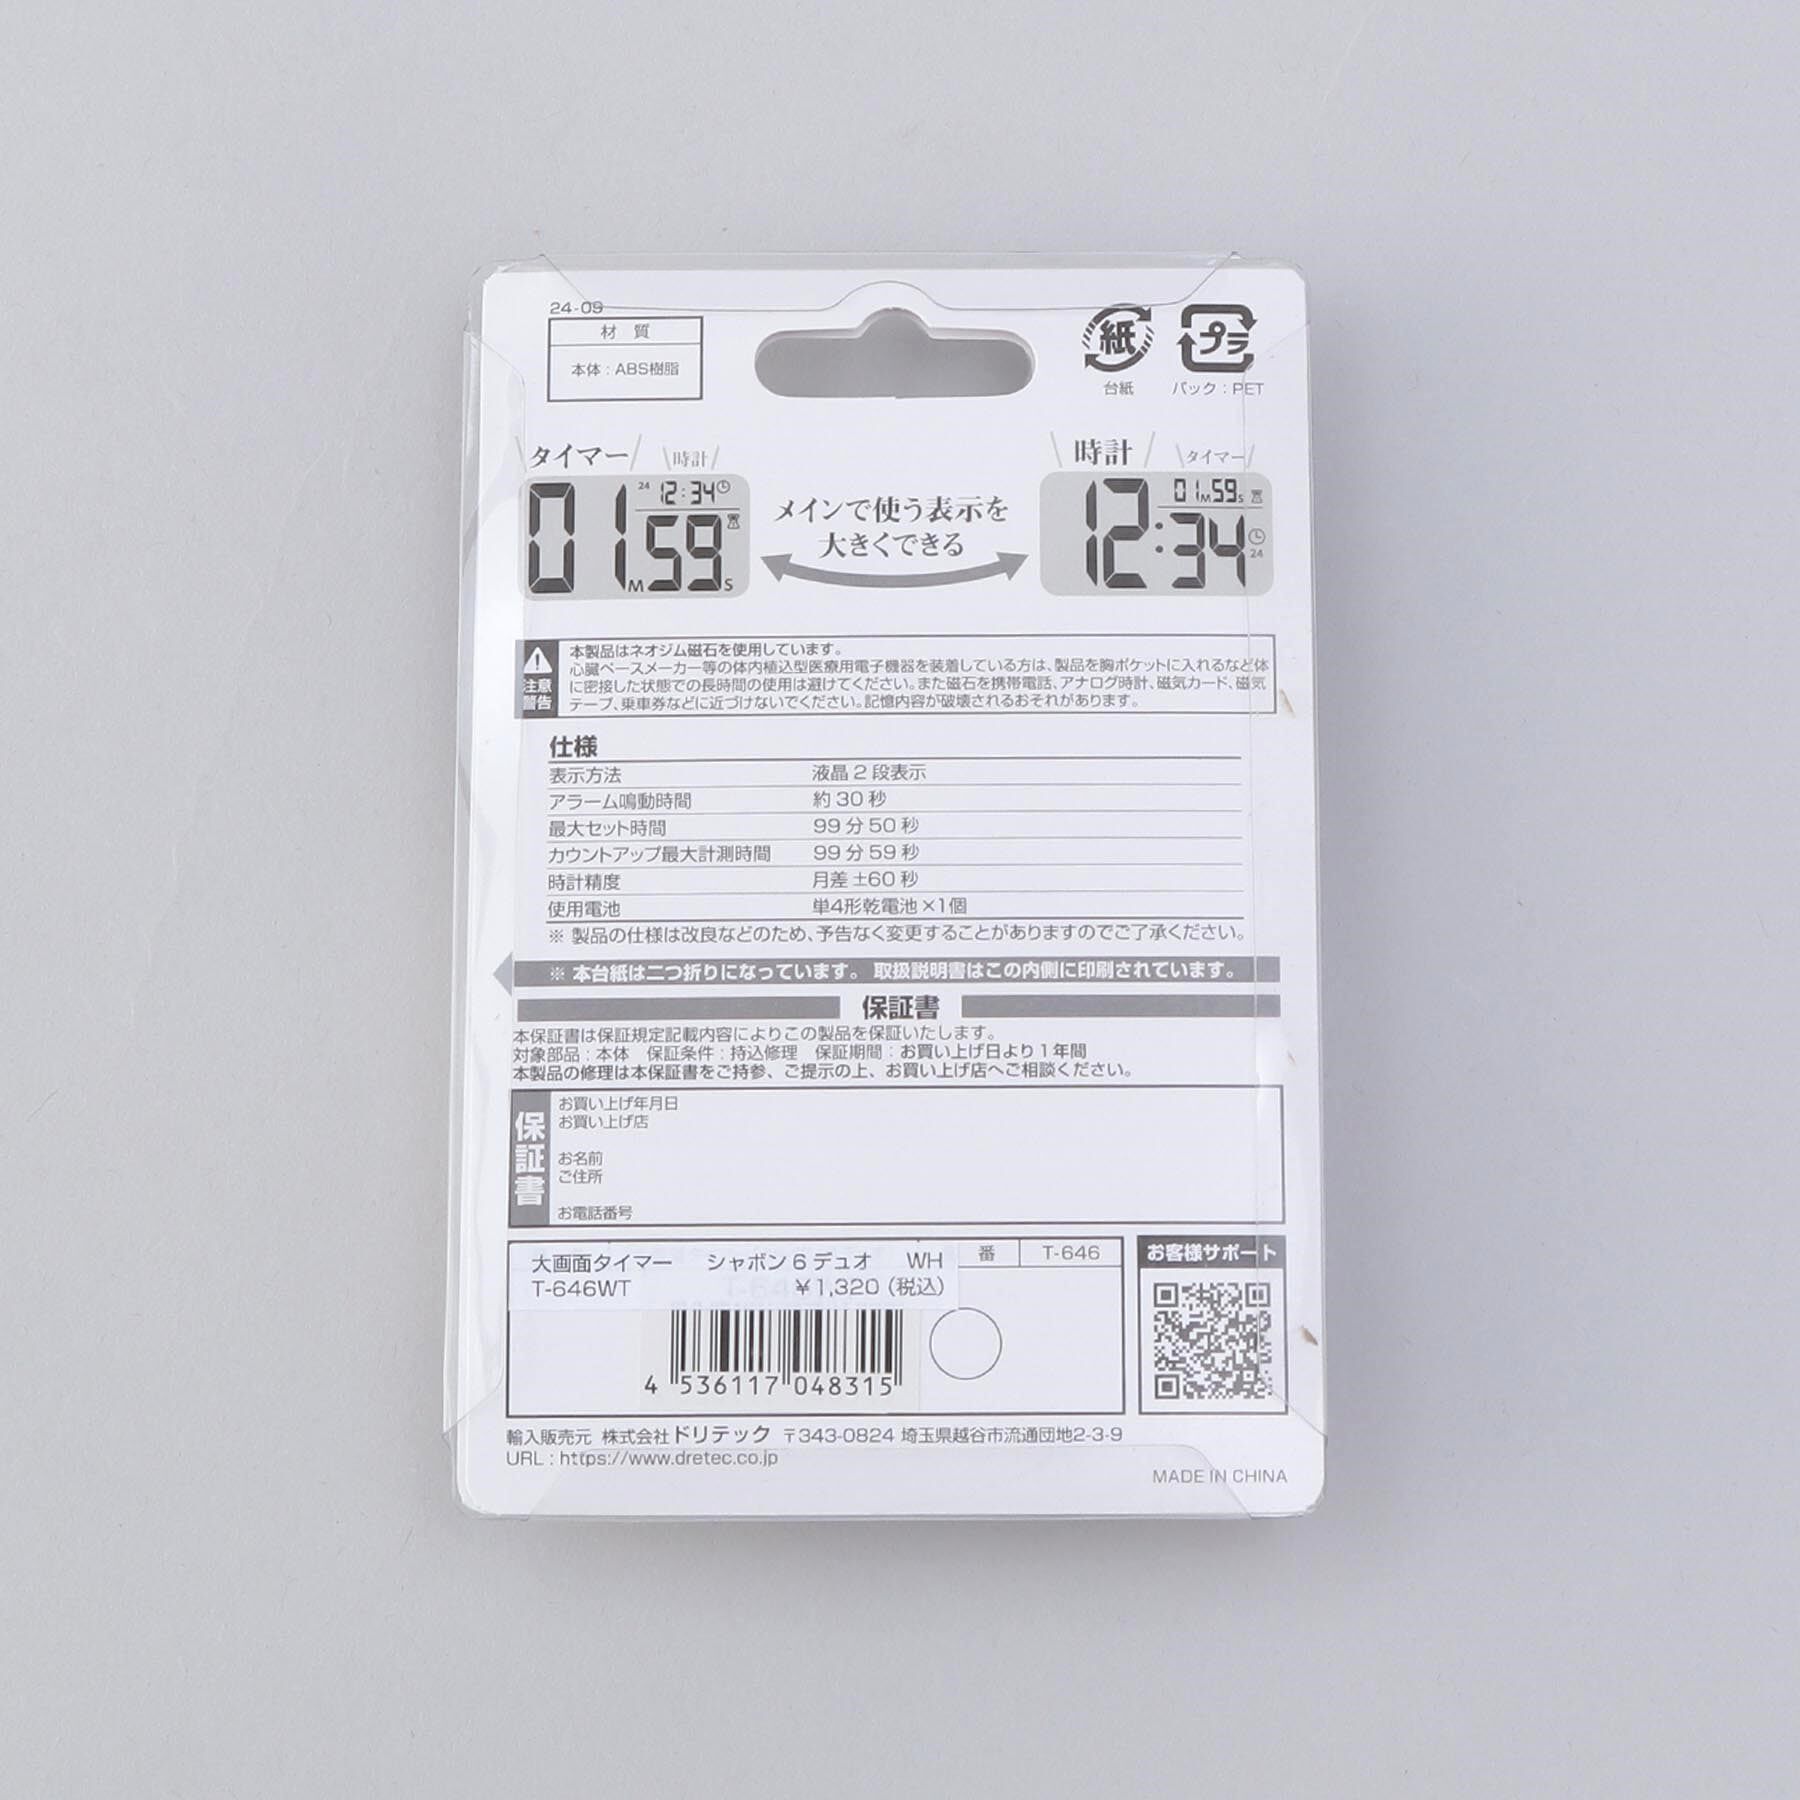 24-09
材 質
本体：ABS樹脂
紙
台紙
プラ
パック：PET
タイマー 時計
24 12:34
01M59S
メインで使う表示を
大きくできる
時計 タイマー
01M59S
12:34
24
注意
警告
本製品はネオジム磁石を使用しています。
心臓ペースメーカー等の体内植込型医療用電子機器を装着している方は、製品を胸ポケットに入れるなど体
に密接した状態での長時間の使用は避けてください。また磁石を携帯電話、アナログ時計、磁気カード、磁気
テープ、乗車券などに近づけないでください。記憶内容が破壊されるおそれがあります。
仕様
表示方法 液晶２段表示
アラーム鳴動時間 約30秒
最大セット時間 99分50秒
カウントアップ最大計測時間 99分59秒
時計精度 月差±60秒
使用電池 単4形乾電池×1個
※ 製品の仕様は改良などのため、予告なく変更することがありますのでご了承ください。
※ 本台紙は二つ折りになっています。 取扱説明書はこの内側に印刷されています。
保証書
本保証書は保証規定記載内容によりこの製品を保証いたします。
対象部品：本体　保証条件：持込修理　保証期間：お買い上げ日より１年間
本製品の修理は本保証書をご持参、ご提示の上、お買い上げ店へご相談ください。
保証書
お買い上げ年月日
お買い上げ店
お名前
ご住所
お電話番号
大画面タイマー　シャボン６デュオ　WH
T-646WT ￥1,320（税込）
番 T-646
4 536117 048315
お客様サポート
輸入販売元 株式会社ドリテック 〒343-0824 埼玉県越谷市流通団地2-3-9
URL：https://www.dretec.co.jp
MADE IN CHINA